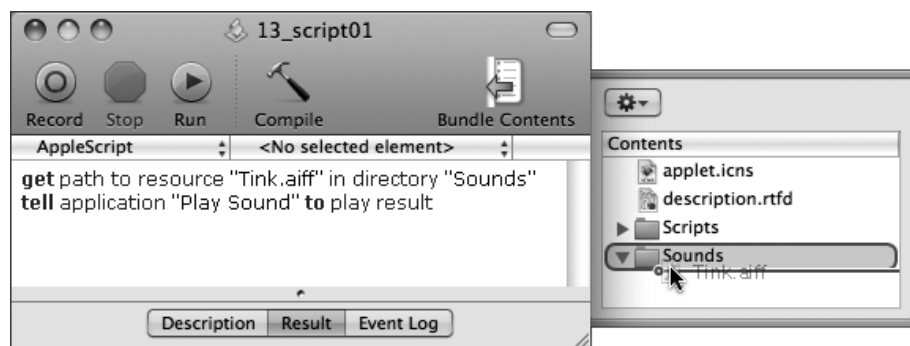 13_script01
Record Stop Run Compile Bundle Contents
AppleScript <No selected element>
get path to resource "Tink.aiff" in directory "Sounds"
tell application "Play Sound" to play result
Description Result Event Log
Contents
applet.icns
description.rtfd
Scripts
Sounds
Tink.aiff